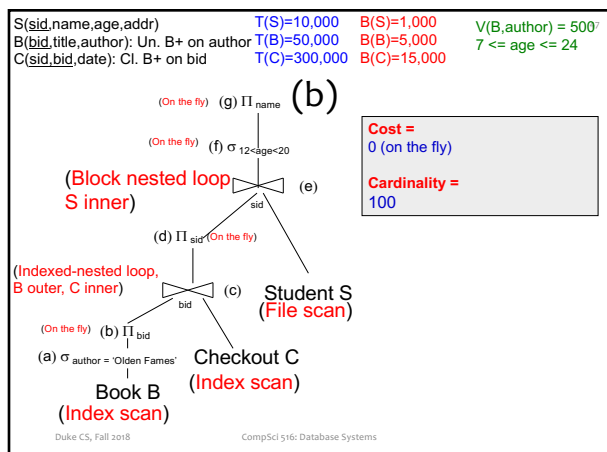 S(sid,name,age,addr)
B(bid,title,author): Un. B+ on author
C(sid,bid,date): Cl. B+ on bid
T(S)=10,000
T(B)=50,000
T(C)=300,000
B(S)=1,000
B(B)=5,000
B(C)=15,000
V(B,author) = 500
7 <= age <= 24
(b)
(On the fly) (g) Π name
(On the fly) (f) σ 12<age<20
(Block nested loop
S inner)
(e)
sid
(d) Π sid (On the fly)
(Indexed-nested loop,
B outer, C inner)
(c)
bid
Student S
(File scan)
(On the fly) (b) Π bid
(a) σ author = ‘Olden Fames’
Checkout C
(Index scan)
Book B
(Index scan)
Cost =
0 (on the fly)
Cardinality =
100
Duke CS, Fall 2018
CompSci 516: Database Systems